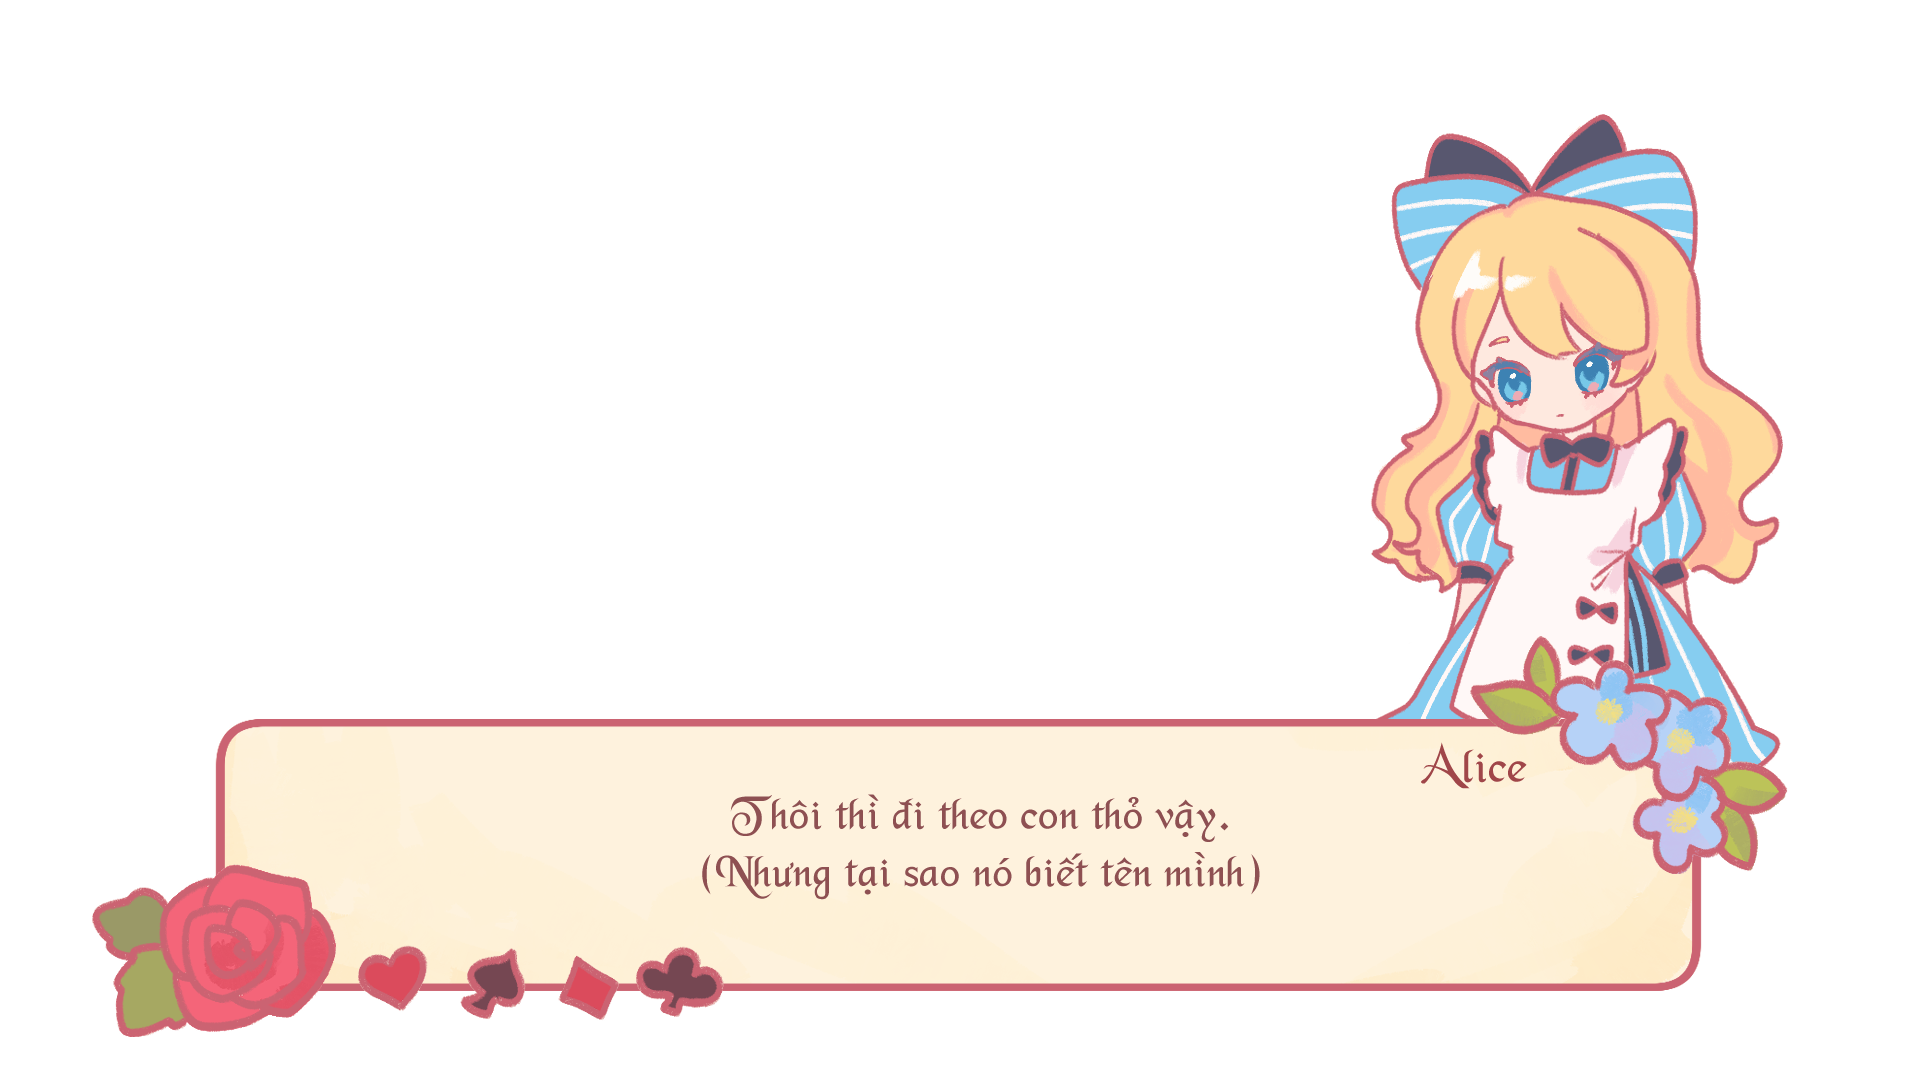 Alice
Thôi thì đi theo con thỏ vậy.
(Nhưng tại sao nó biết tên mình)